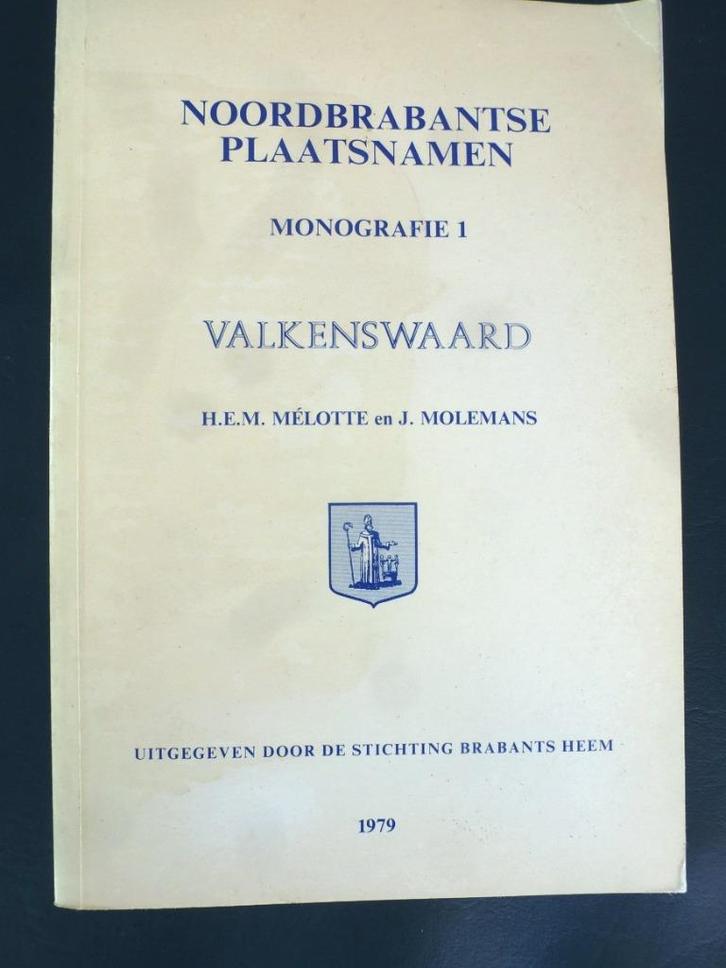 NOORDBRABANTSE
PLAATSNAMEN
MONOGRAFIE 1
VALKENSWAARD
H.E.M. MÉLOTTE en J. MOLEMANS
UITGEGEVEN DOOR DE STICHTING BRABANTS HEEM
1979